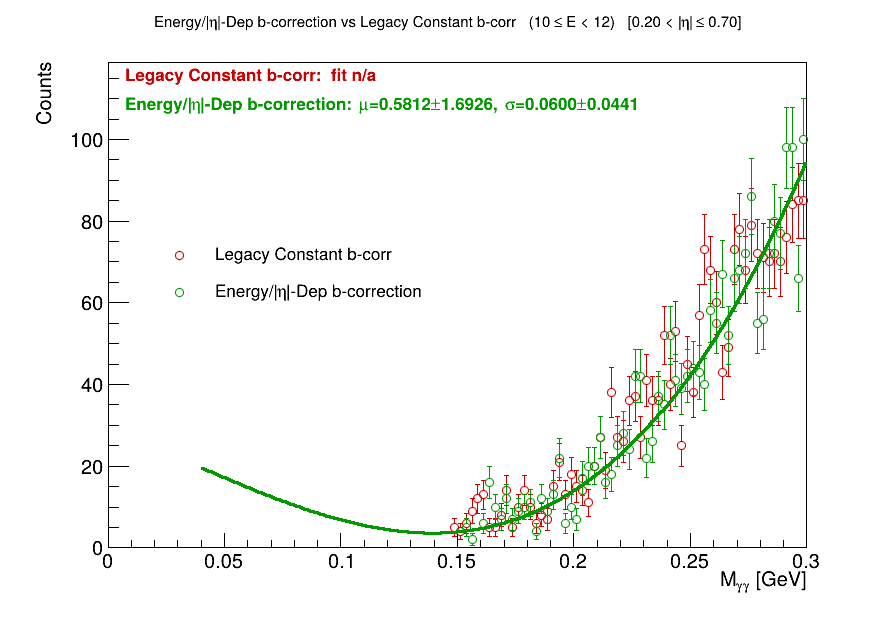 Energy/|η|-Dep b-correction vs Legacy Constant b-corr (10 ≤ E < 12) [0.20 < |η| ≤ 0.70]
Counts
Legacy Constant b-corr: fit n/a
Energy/|η|-Dep b-correction: μ=0.5812±1.6926, σ=0.0600±0.0441
100
80
60
40
20
0
Legacy Constant b-corr
Energy/|η|-Dep b-correction
0 0.05 0.1 0.15 0.2 0.25 0.3
Mγγ [GeV]